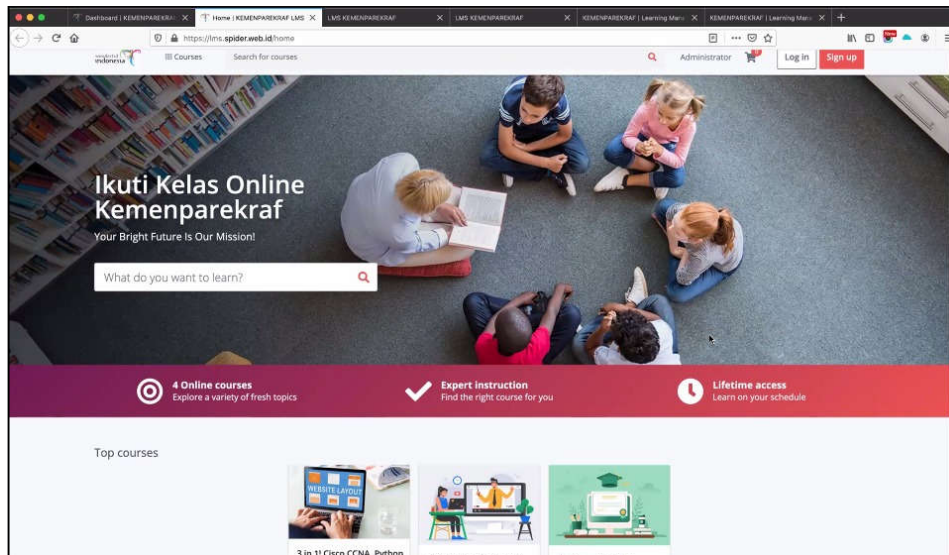 Dashboard | KEMENPAREKRAF
Home | KEMENPAREKRAF LMS
LMS KEMENPAREKRAF
LMS KEMENPAREKRAF
KEMENPAREKRAF | Learning Mana
KEMENPAREKRAF | Learning Mana
https://lms.spider.web.id/home
indonesia
Courses
Search for courses
Administrator
Log in
Sign up
Ikuti Kelas Online
Kemenparekraf
Your Bright Future Is Our Mission!
What do you want to learn?
4 Online courses
Explore a variety of fresh topics
Expert instruction
Find the right course for you
Lifetime access
Learn on your schedule
Top courses
WEBSITE LAYOUT
3 in 1! Cisco CCNA, Python